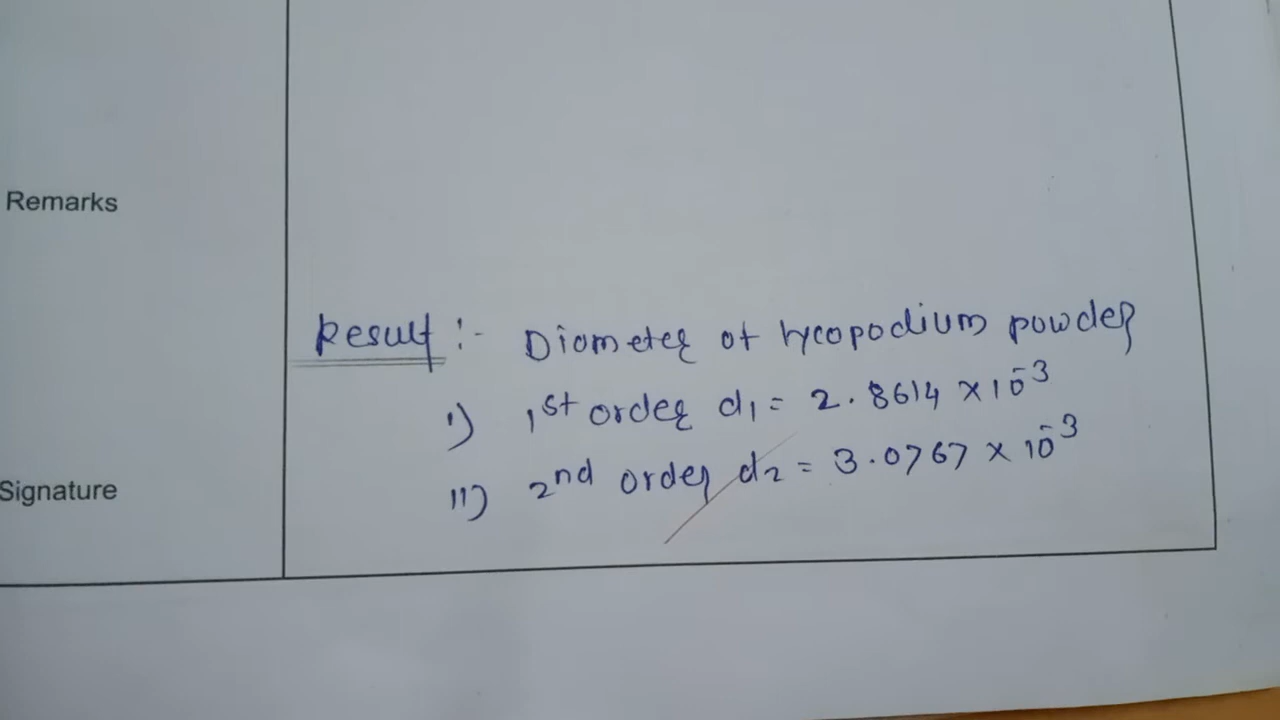 Remarks
Result :- Diameter of lycopodium powder
i) 1st order d₁ = 2.8614 × 10⁻³
ii) 2nd order d₂ = 3.0767 × 10⁻³
Signature